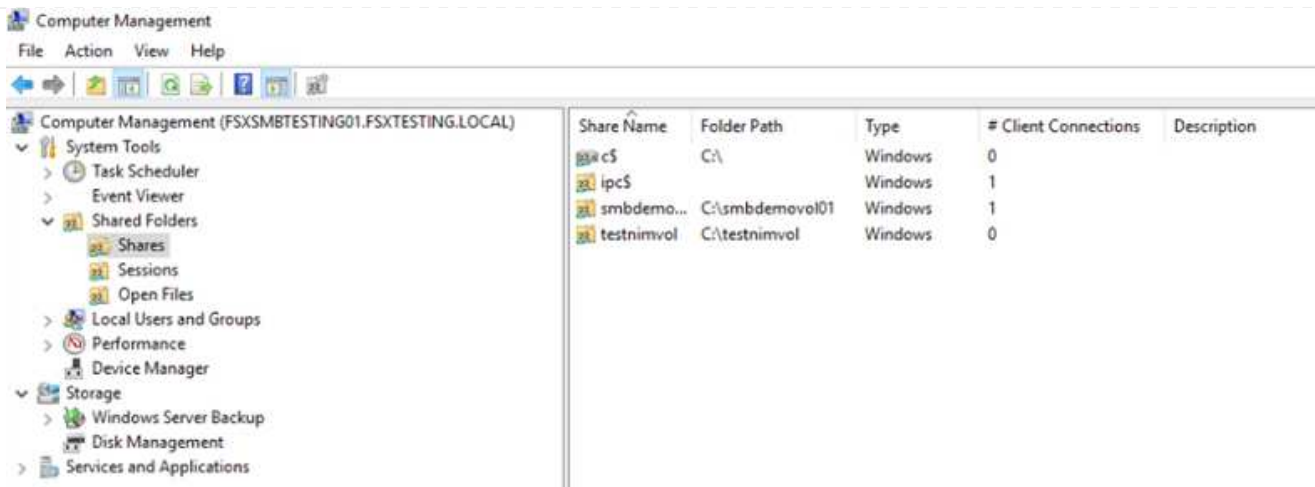 Computer Management
File Action View Help
Computer Management (FSXSMBTESTING01.FSXTESTING.LOCAL)
System Tools
Task Scheduler
Event Viewer
Shared Folders
Shares
Sessions
Open Files
Local Users and Groups
Performance
Device Manager
Storage
Windows Server Backup
Disk Management
Services and Applications
Share Name Folder Path Type # Client Connections Description
c$ C:\ Windows 0
ipc$ Windows 1
smbdemo... C:\smbdemovol01 Windows 1
testnimvol C:\testnimvol Windows 0